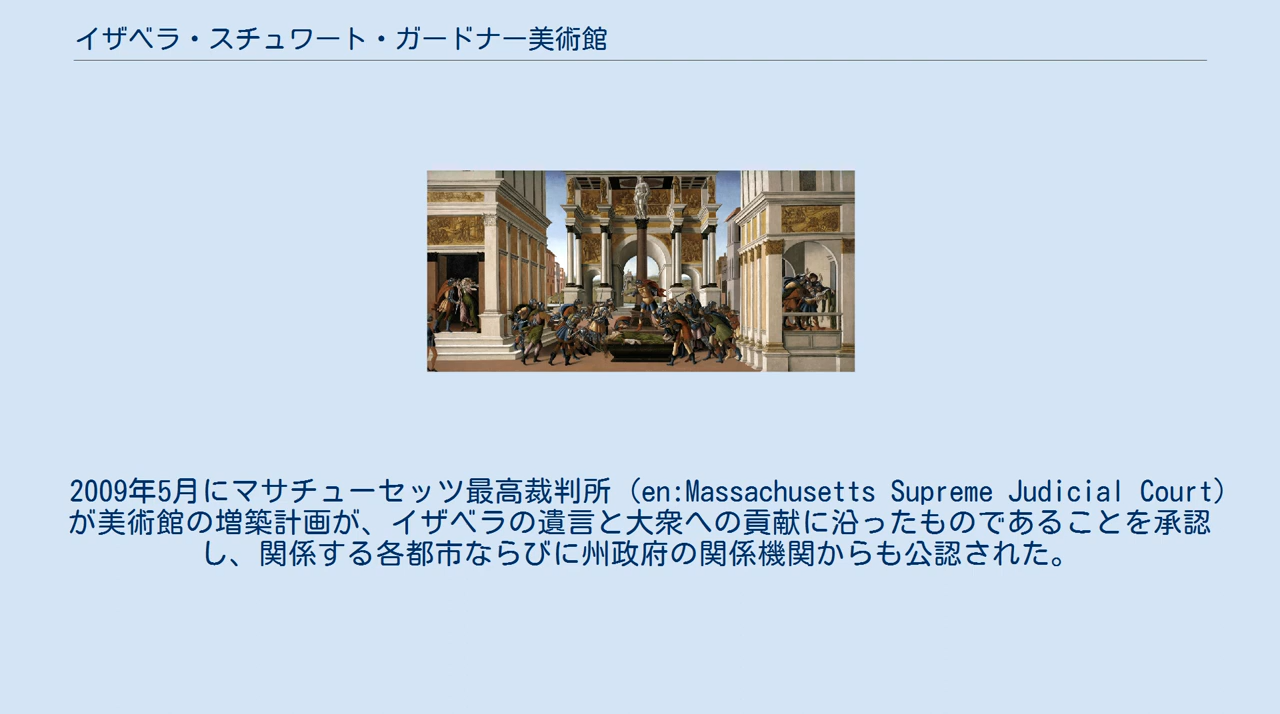 イザベラ・スチュワート・ガードナー美術館
2009年5月にマサチューセッツ最高裁判所（en:Massachusetts Supreme Judicial Court）
が美術館の増築計画が、イザベラの遺言と大衆への貢献に沿ったものであることを承認
し、関係する各都市ならびに州政府の関係機関からも公認された。